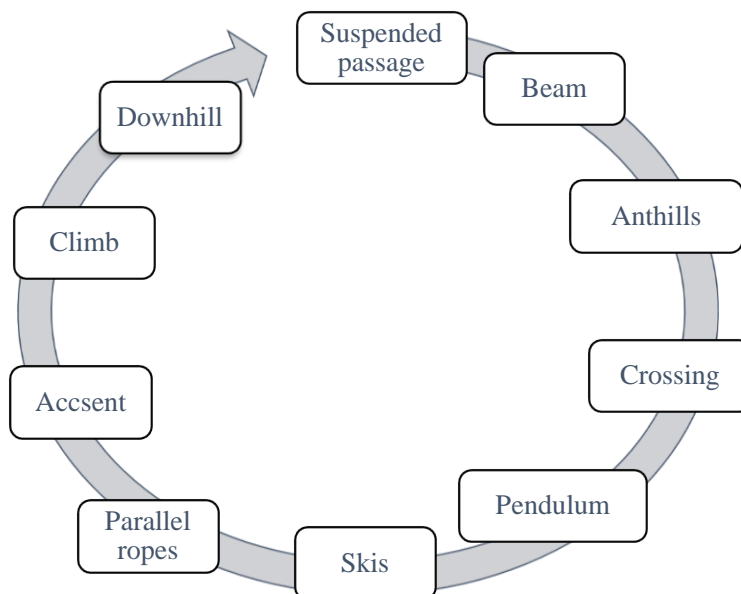 Suspended
passage
Beam
Anthills
Crossing
Pendulum
Skis
Parallel
ropes
Accsent
Climb
Downhill